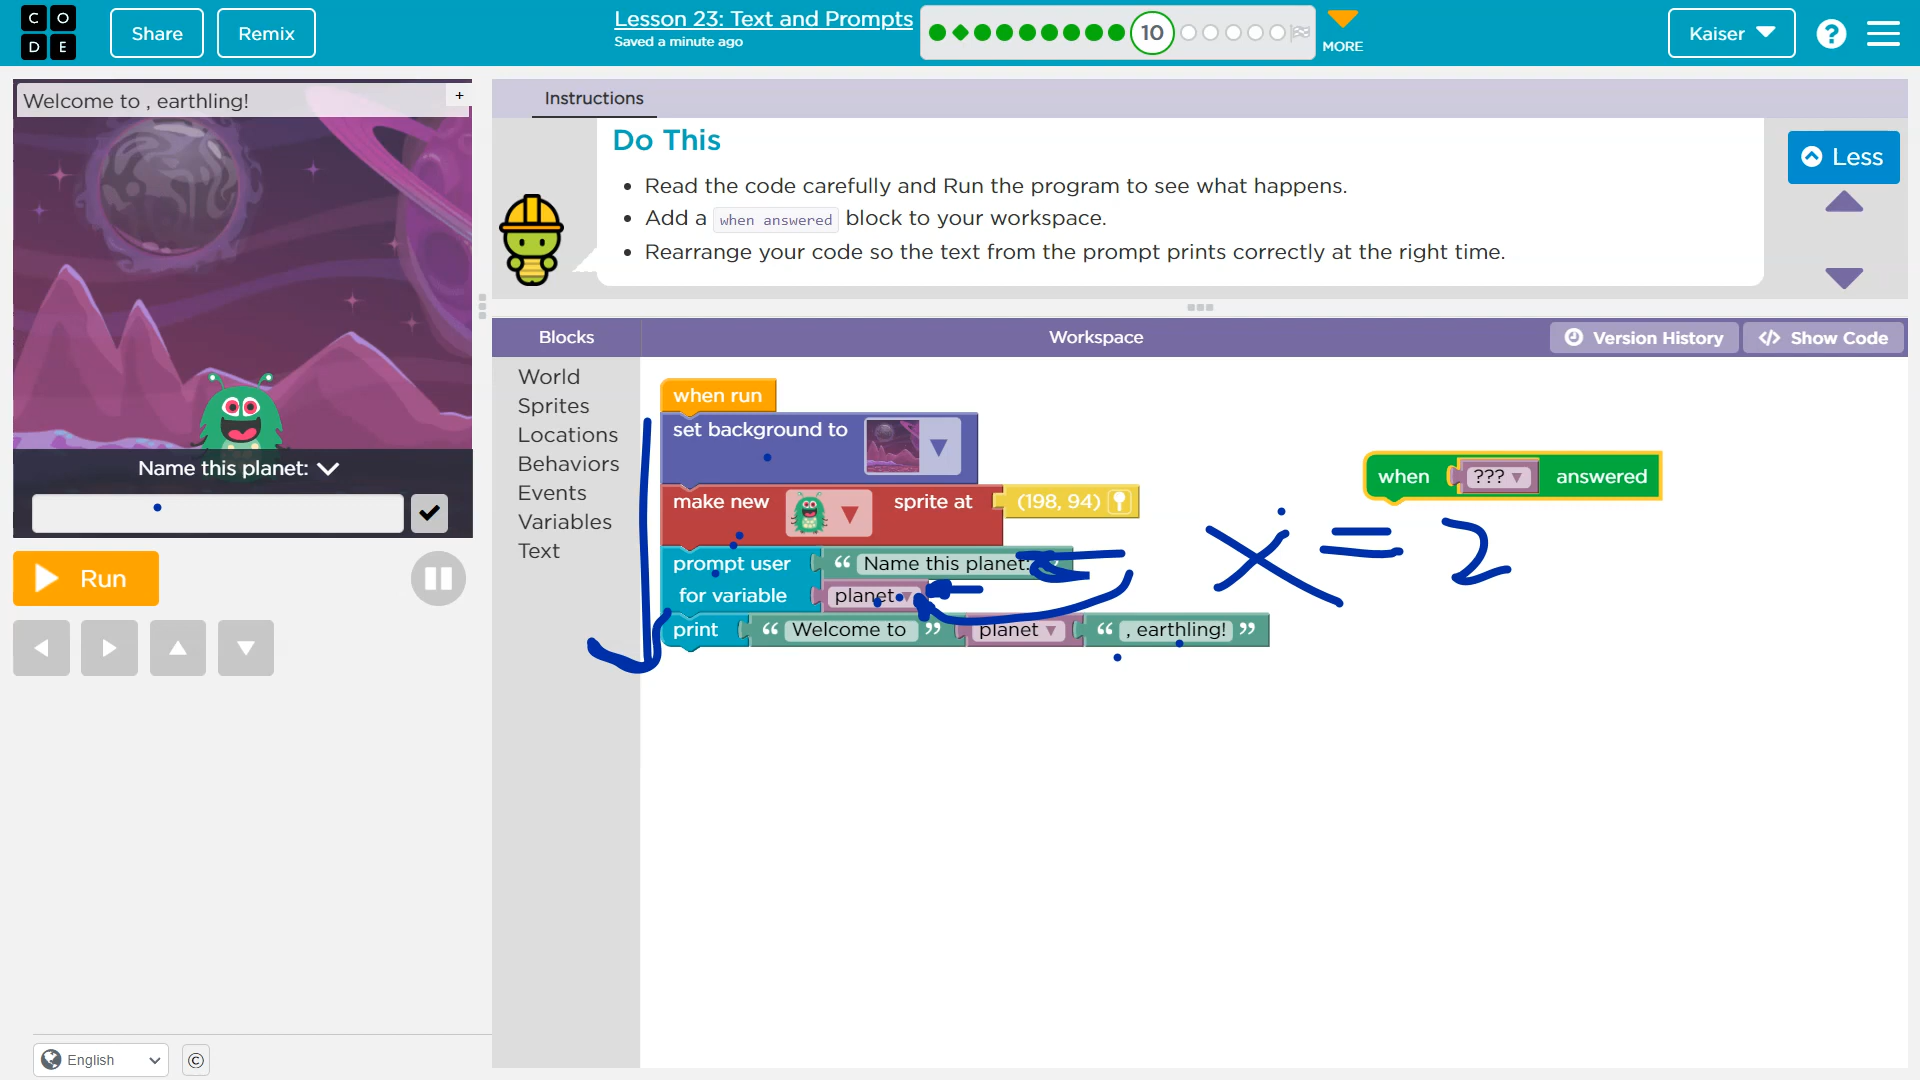 CO
DE
Share
Remix
Lesson 23: Text and Prompts
Saved a minute ago
10
MORE
Kaiser
?
Welcome to , earthling!
+
Name this planet:
Run
English
©
Instructions
Do This
Read the code carefully and Run the program to see what happens.
Add a when answered block to your workspace.
Rearrange your code so the text from the prompt prints correctly at the right time.
Less
Blocks
Workspace
Version History
Show Code
World
Sprites
Locations
Behaviors
Events
Variables
Text
when run
set background to
make new sprite at (198, 94)
prompt user “ Name this planet:
for variable planet
print “ Welcome to ” planet “ , earthling! ”
when ??? answered
x = 2